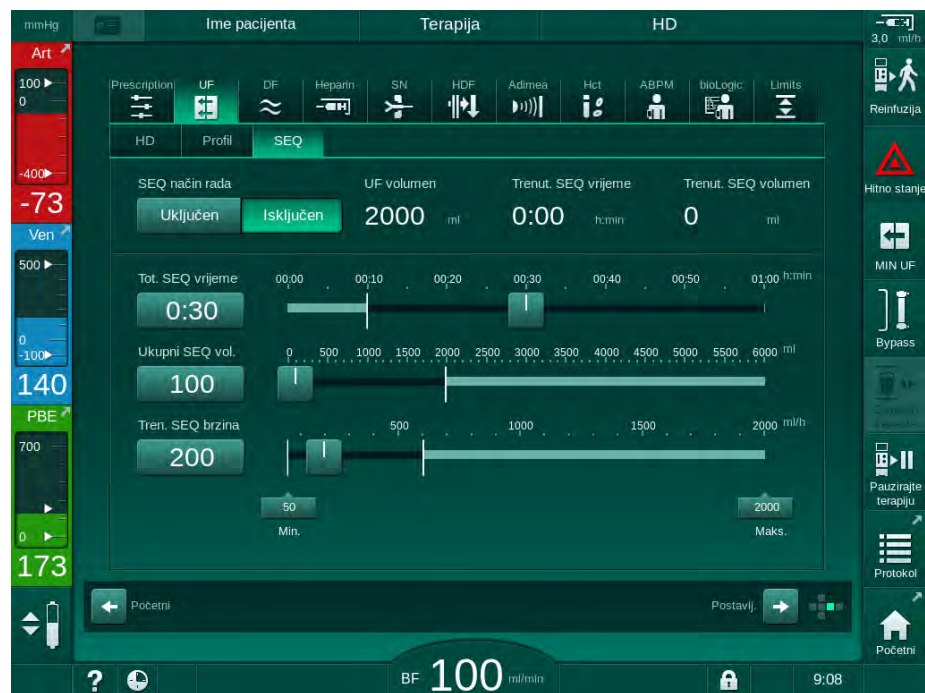 mmHg
Ime pacijenta
Terapija
HD
3,0 ml/h
Art
100
0
-400
-73
Ven
500
0
-100
140
PBE
700
0
173
Prescription
UF
DF
Heparin
SN
HDF
Adimea
Hct
ABPM
bioLogic
Limits
HD
Profil
SEQ
SEQ način rada
UF volumen
Trenut. SEQ vrijeme
Trenut. SEQ volumen
Uključen
Isključen
2000 ml
0:00 h:min
0 ml
Tot. SEQ vrijeme
00:00 00:10 00:20 00:30 00:40 00:50 01:00 h:min
0:30
Ukupni SEQ vol.
0 500 1000 1500 2000 2500 3000 3500 4000 4500 5000 5500 6000 ml
100
Tren. SEQ brzina
500 1000 1500 2000 ml/h
200
50
Min.
2000
Maks.
Početni
Postavlj.
Reinfuzija
Hitno stanje
MIN UF
Bypass
Pauzirajte
terapiju
Protokol
Početni
?
BF 100 ml/min
9:08